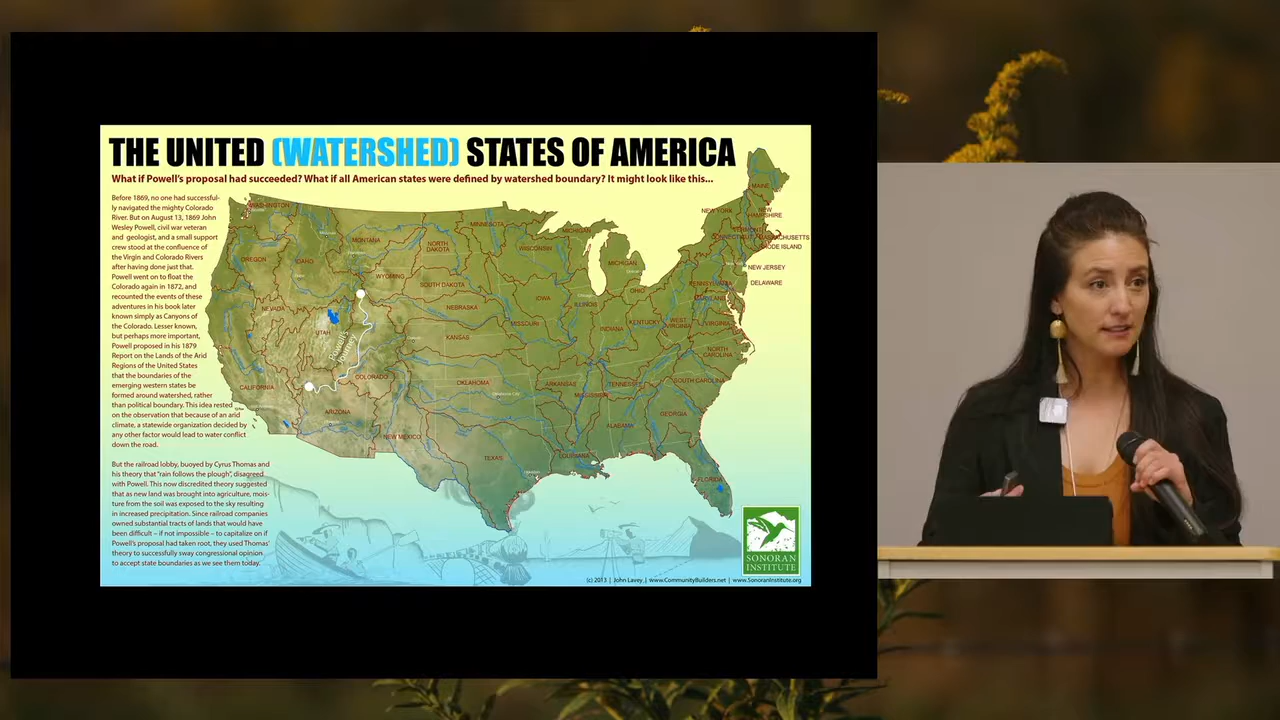 THE UNITED (WATERSHED) STATES OF AMERICA
What if Powell's proposal had succeeded? What if all American states were defined by watershed boundary? It might look like this...
Before 1869, no one had successful-
ly navigated the mighty Colorado
River. But on August 13, 1869 John
Wesley Powell, civil war veteran
and geologist, and a small support
crew stood at the confluence of
the Virgin and Colorado Rivers
after having done just that.
Powell went on to float the
Colorado again in 1872, and
recounted the events of these
adventures in his book later
known simply as Canyons of
the Colorado. Lesser known,
but perhaps more important,
Powell proposed in his 1879
Report on the Lands of the Arid
Regions of the United States
that the boundaries of the
emerging western states be
formed around watershed, rather
than political boundary. This idea rested
on the observation that because of an arid
climate, a statewide organization decided by
any other factor would lead to water conflict
down the road.
But the railroad lobby, buoyed by Cyrus Thomas and
his theory that "rain follows the plough", disagreed
with Powell. This now discredited theory suggested
that as new land was brought into agriculture, mois-
ture from the soil was exposed to the sky resulting
in increased precipitation. Since railroad companies
owned substantial tracts of lands that would have
been difficult – if not impossible – to capitalize on if
Powell's proposal had taken root, they used Thomas'
theory to successfully sway congressional opinion
to accept state boundaries as we see them today.
WASHINGTON
OREGON
IDAHO
MONTANA
WYOMING
NEVADA
UTAH
CALIFORNIA
COLORADO
ARIZONA
NEW MEXICO
Powell's
Journey
NORTH
DAKOTA
SOUTH DAKOTA
NEBRASKA
KANSAS
OKLAHOMA
Oklahoma City
TEXAS
MINNESOTA
WISCONSIN
IOWA
MISSOURI
ARKANSAS
LOUISIANA
MICHIGAN
MICHIGAN
ILLINOIS
INDIANA
OHIO
KENTUCKY
TENNESSEE
MISSISSIPPI
ALABAMA
GEORGIA
FLORIDA
SOUTH CAROLINA
NORTH
CAROLINA
VIRGINIA
WEST
VIRGINIA
MARYLAND
PENNSYLVANIA
DELAWARE
NEW JERSEY
NEW YORK
VERMONT
NEW
HAMPSHIRE
MAINE
MASSACHUSETTS
RHODE ISLAND
SONORAN
INSTITUTE
(c) 2013 | John Lavey | www.CommunityBuilders.net | www.SonoranInstitute.org